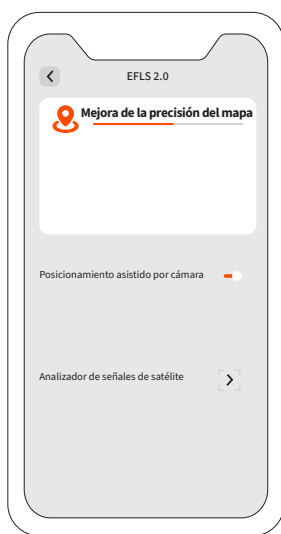 EFLS 2.0
Mejora de la precisión del mapa
Posicionamiento asistido por cámara
Analizador de señales de satélite